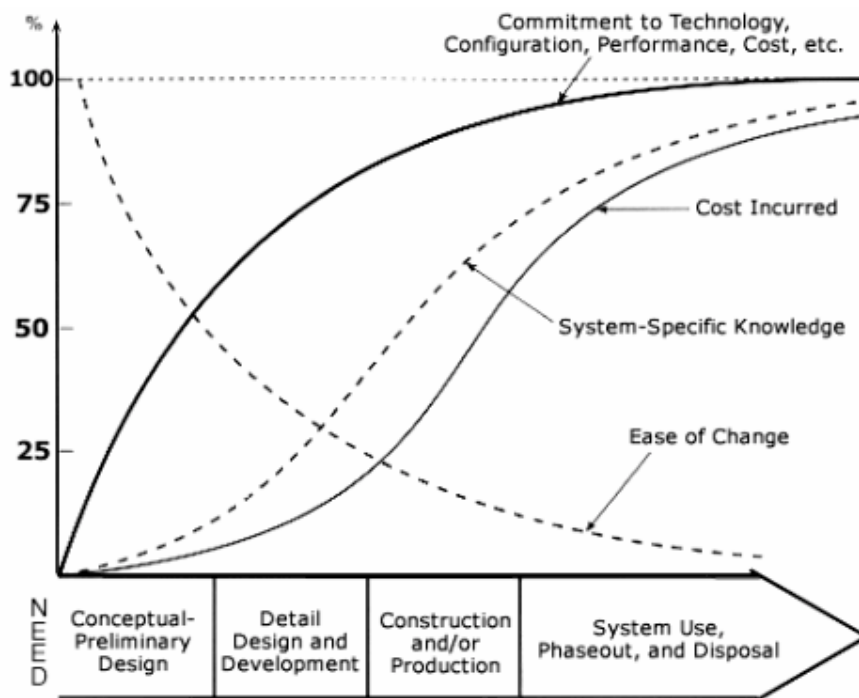 %
Commitment to Technology,
Configuration, Performance, Cost, etc.
100
75
Cost Incurred
50
System-Specific Knowledge
Ease of Change
25
NEED
Conceptual-
Preliminary
Design
Detail
Design and
Development
Construction
and/or
Production
System Use,
Phaseout, and Disposal